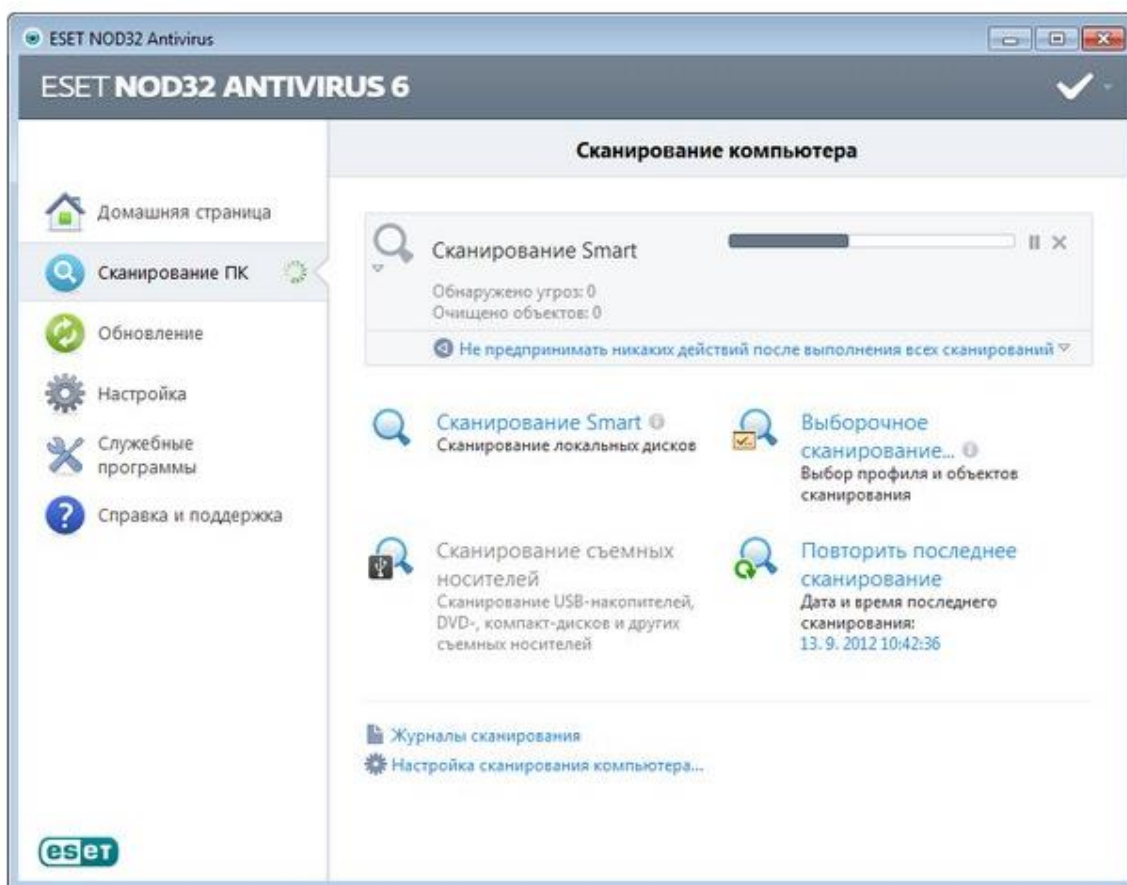 ESET NOD32 Antivirus
ESET NOD32 ANTIVIRUS 6
Сканирование компьютера
Домашняя страница
Сканирование ПК
Обновление
Настройка
Служебные
программы
Справка и поддержка
Сканирование Smart
Обнаружено угроз: 0
Очищено объектов: 0
Не предпринимать никаких действий после выполнения всех сканирований
Сканирование Smart
Сканирование локальных дисков
Выборочное
сканирование...
Выбор профиля и объектов
сканирования
Сканирование съемных
носителей
Сканирование USB-накопителей,
DVD-, компакт-дисков и других
съемных носителей
Повторить последнее
сканирование
Дата и время последнего
сканирования:
13. 9. 2012 10:42:36
Журналы сканирования
Настройка сканирования компьютера...
eseT